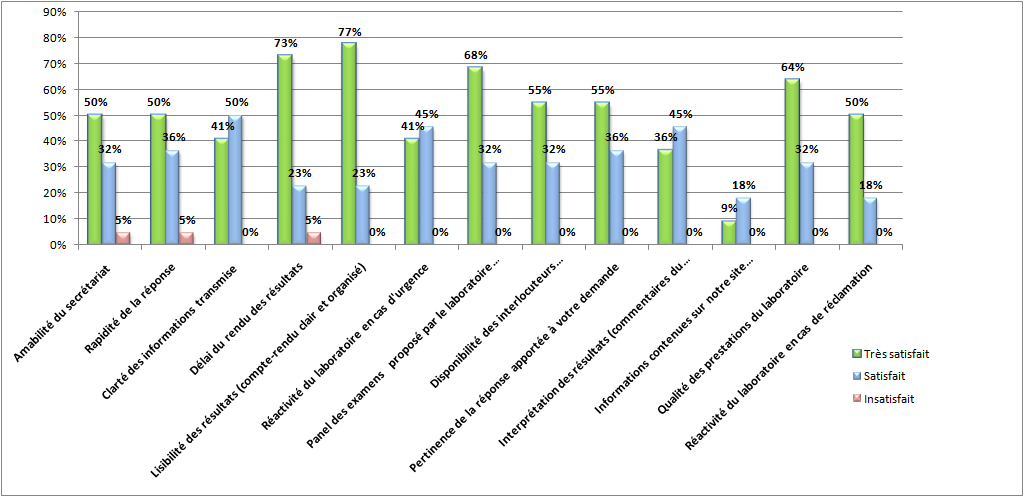 90%
80%
70%
60%
50%
40%
30%
20%
10%
0%
50% 32% 5%
50% 36% 5%
41% 50% 0%
73% 23% 5%
77% 23% 0%
41% 45% 0%
68% 32% 0%
55% 32% 0%
55% 36% 0%
36% 45% 0%
9% 18% 0%
64% 32% 0%
50% 18% 0%
Amabilité du secrétariat
Rapidité de la réponse
Clarté des informations transmise
Délai du rendu des résultats
Lisibilité des résultats (compte-rendu clair et organisé)
Réactivité du laboratoire en cas d'urgence
Panel des examens proposé par le laboratoire...
Disponibilité des interlocuteurs...
Pertinence de la réponse apportée à votre demande
Interprétation des résultats (commentaires du...
Informations contenues sur notre site...
Qualité des prestations du laboratoire
Réactivité du laboratoire en cas de réclamation
Très satisfait
Satisfait
Insatisfait